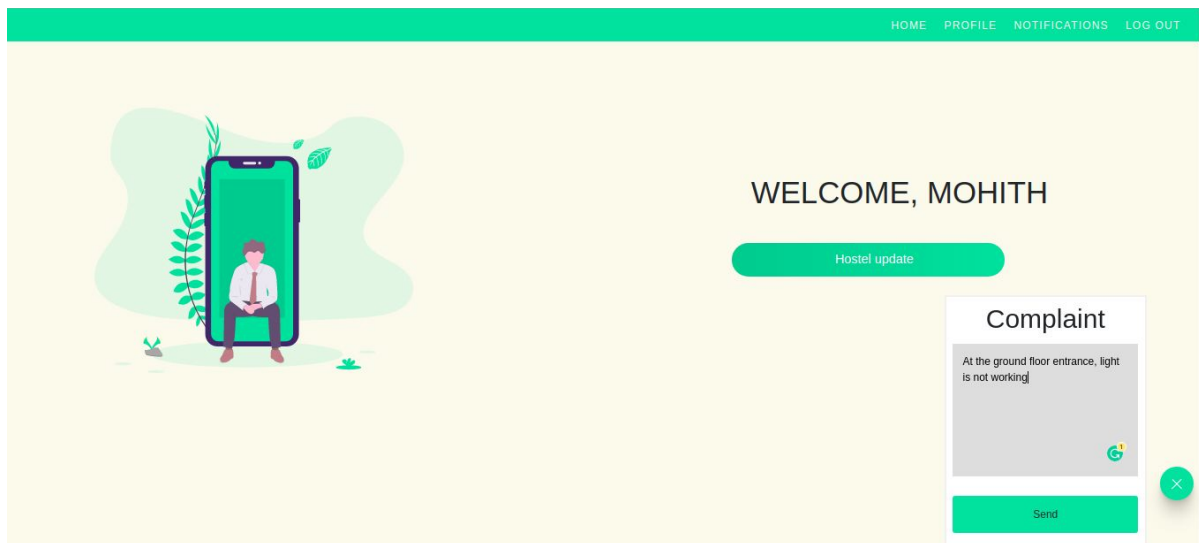 HOME PROFILE NOTIFICATIONS LOG OUT
WELCOME, MOHITH
Hostel update
Complaint
At the ground floor entrance, light
is not working
1
Send